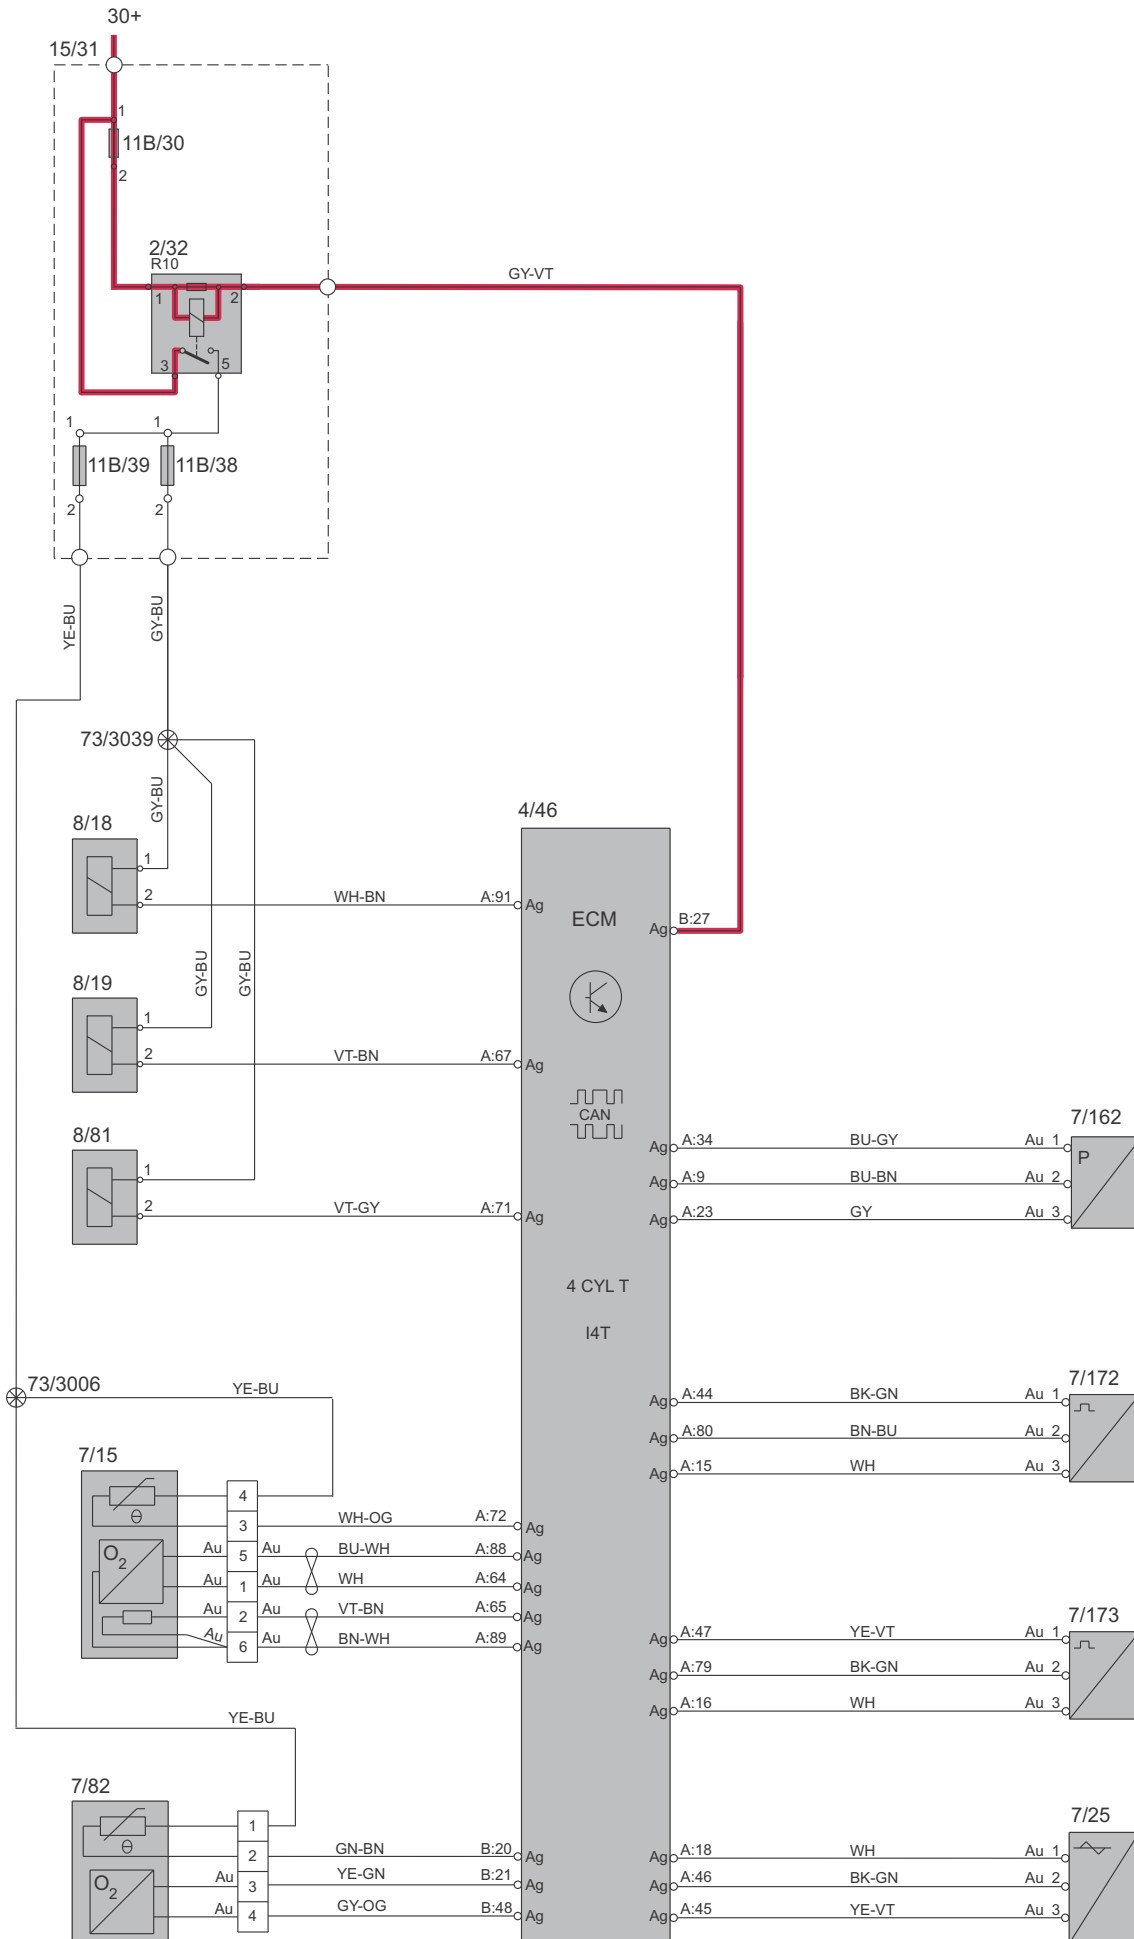 30+
15/31
1
11B/30
2
2/32
R10
GY-VT
1 2
3 5
1 1
11B/39 11B/38
2 2
YE-BU
GY-BU
73/3039
GY-BU
4/46
8/18
1
2 WH-BN A:91 Ag
ECM
Ag B:27
GY-BU
GY-BU
8/19
1
2 VT-BN A:67 Ag
CAN
8/81
1
2 VT-GY A:71 Ag
7/162
Ag A:34 BU-GY Au 1
P
Ag A:9 BU-BN Au 2
Ag A:23 GY Au 3
4 CYL T
I4T
73/3006
YE-BU
7/172
Ag A:44 BK-GN Au 1
Ag A:80 BN-BU Au 2
Ag A:15 WH Au 3
7/15
4
Θ
3 WH-OG A:72 Ag
O2
Au 5 Au BU-WH A:88 Ag
Au 1 Au WH A:64 Ag
Au 2 Au VT-BN A:65 Ag
Au 6 Au BN-WH A:89 Ag
7/173
Ag A:47 YE-VT Au 1
Ag A:79 BK-GN Au 2
Ag A:16 WH Au 3
YE-BU
7/82
1
Θ
2 GN-BN B:20 Ag
O2
Au 3 YE-GN B:21 Ag
Au 4 GY-OG B:48 Ag
7/25
Ag A:18 WH Au 1
Ag A:46 BK-GN Au 2
Ag A:45 YE-VT Au 3